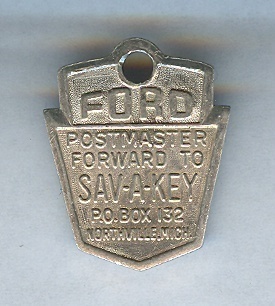 FORD
POSTMASTER
FORWARD TO
SAV-A-KEY
P.O. BOX 132
NORTHVILLE, MICH.